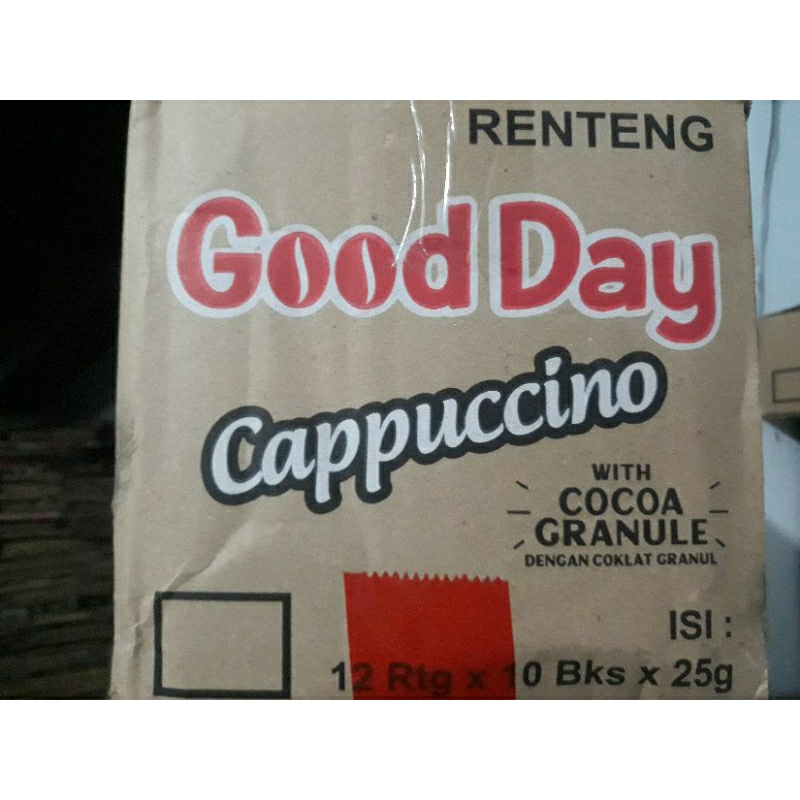 RENTENG
Good Day
Cappuccino
WITH
COCOA
GRANULE
DENGAN COKLAT GRANUL
ISI :
12 Rtg x 10 Bks x 25g